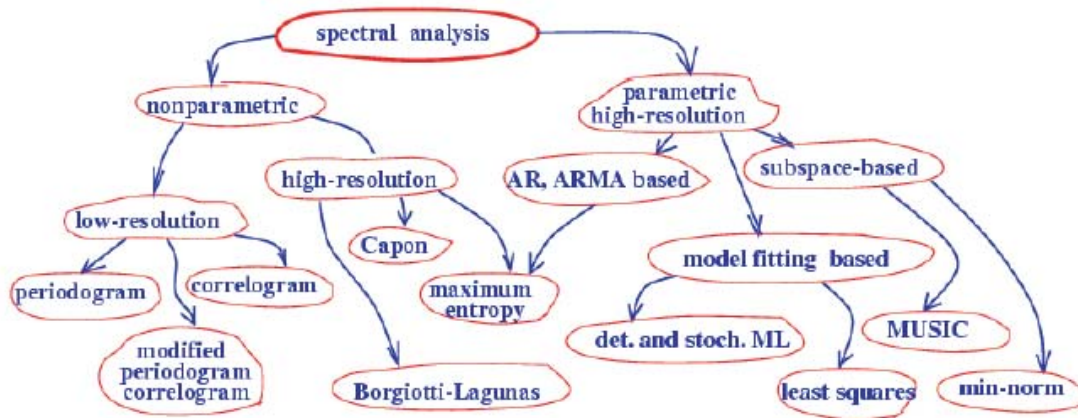 spectral analysis
nonparametric
parametric
high-resolution
high-resolution
AR, ARMA based
subspace-based
low-resolution
Capon
model fitting based
periodogram
correlogram
maximum
entropy
det. and stoch. ML
MUSIC
modified
periodogram
correlogram
Borgiotti-Lagunas
least squares
min-norm